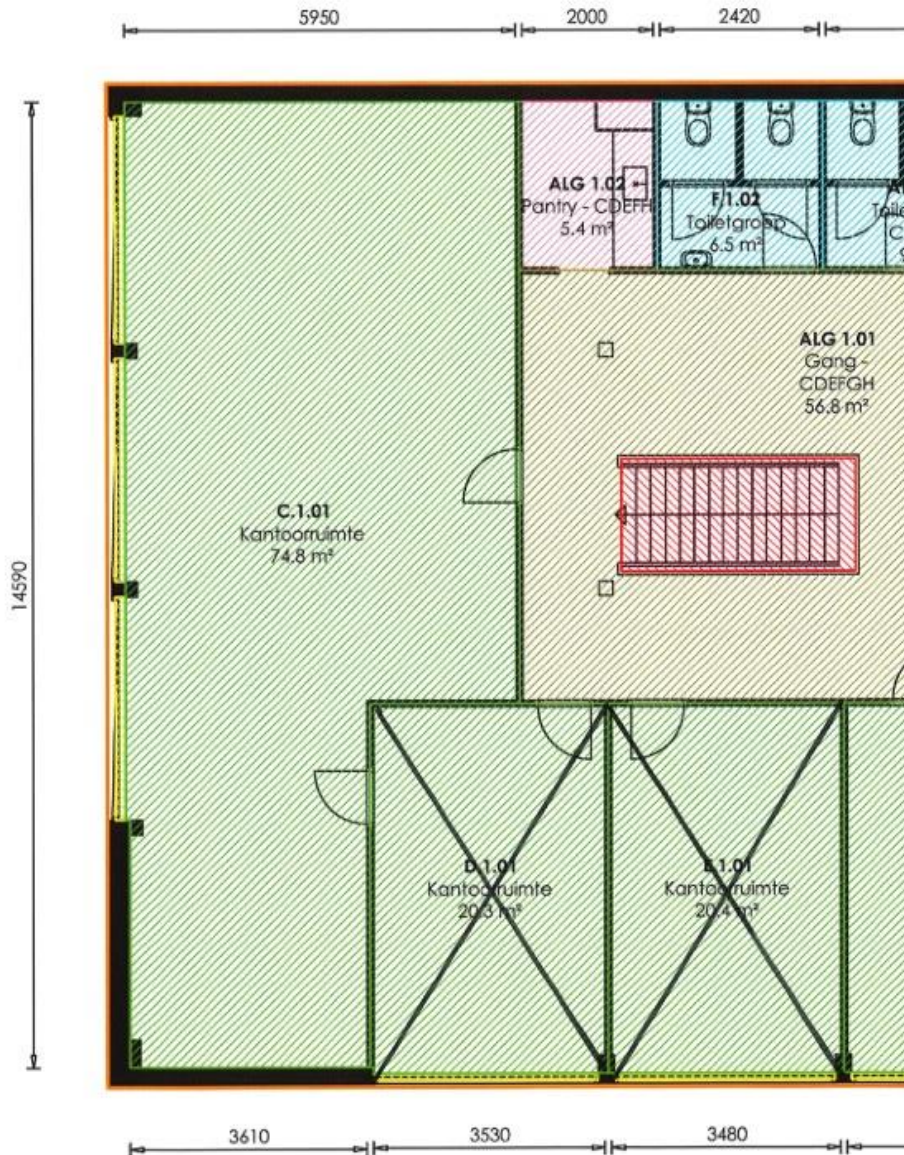 5950
2000
2420
ALG 1.02
Pantry - CDEFH
5.4 m²
F.1.02
Toiletgroep
6.5 m²
ALG 1.01
Gang -
CDEFGH
56.8 m²
C.1.01
Kantoorruimte
74.8 m²
14590
D.1.01
Kantoorruimte
20.3 m²
E.1.01
Kantoorruimte
20.4 m²
3610
3530
3480